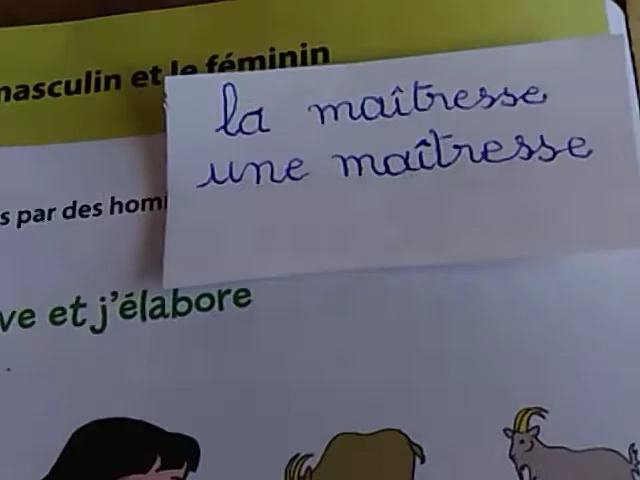 masculin et le féminin
la maîtresse
une maîtresse
s par des hom
ve et j'élabore